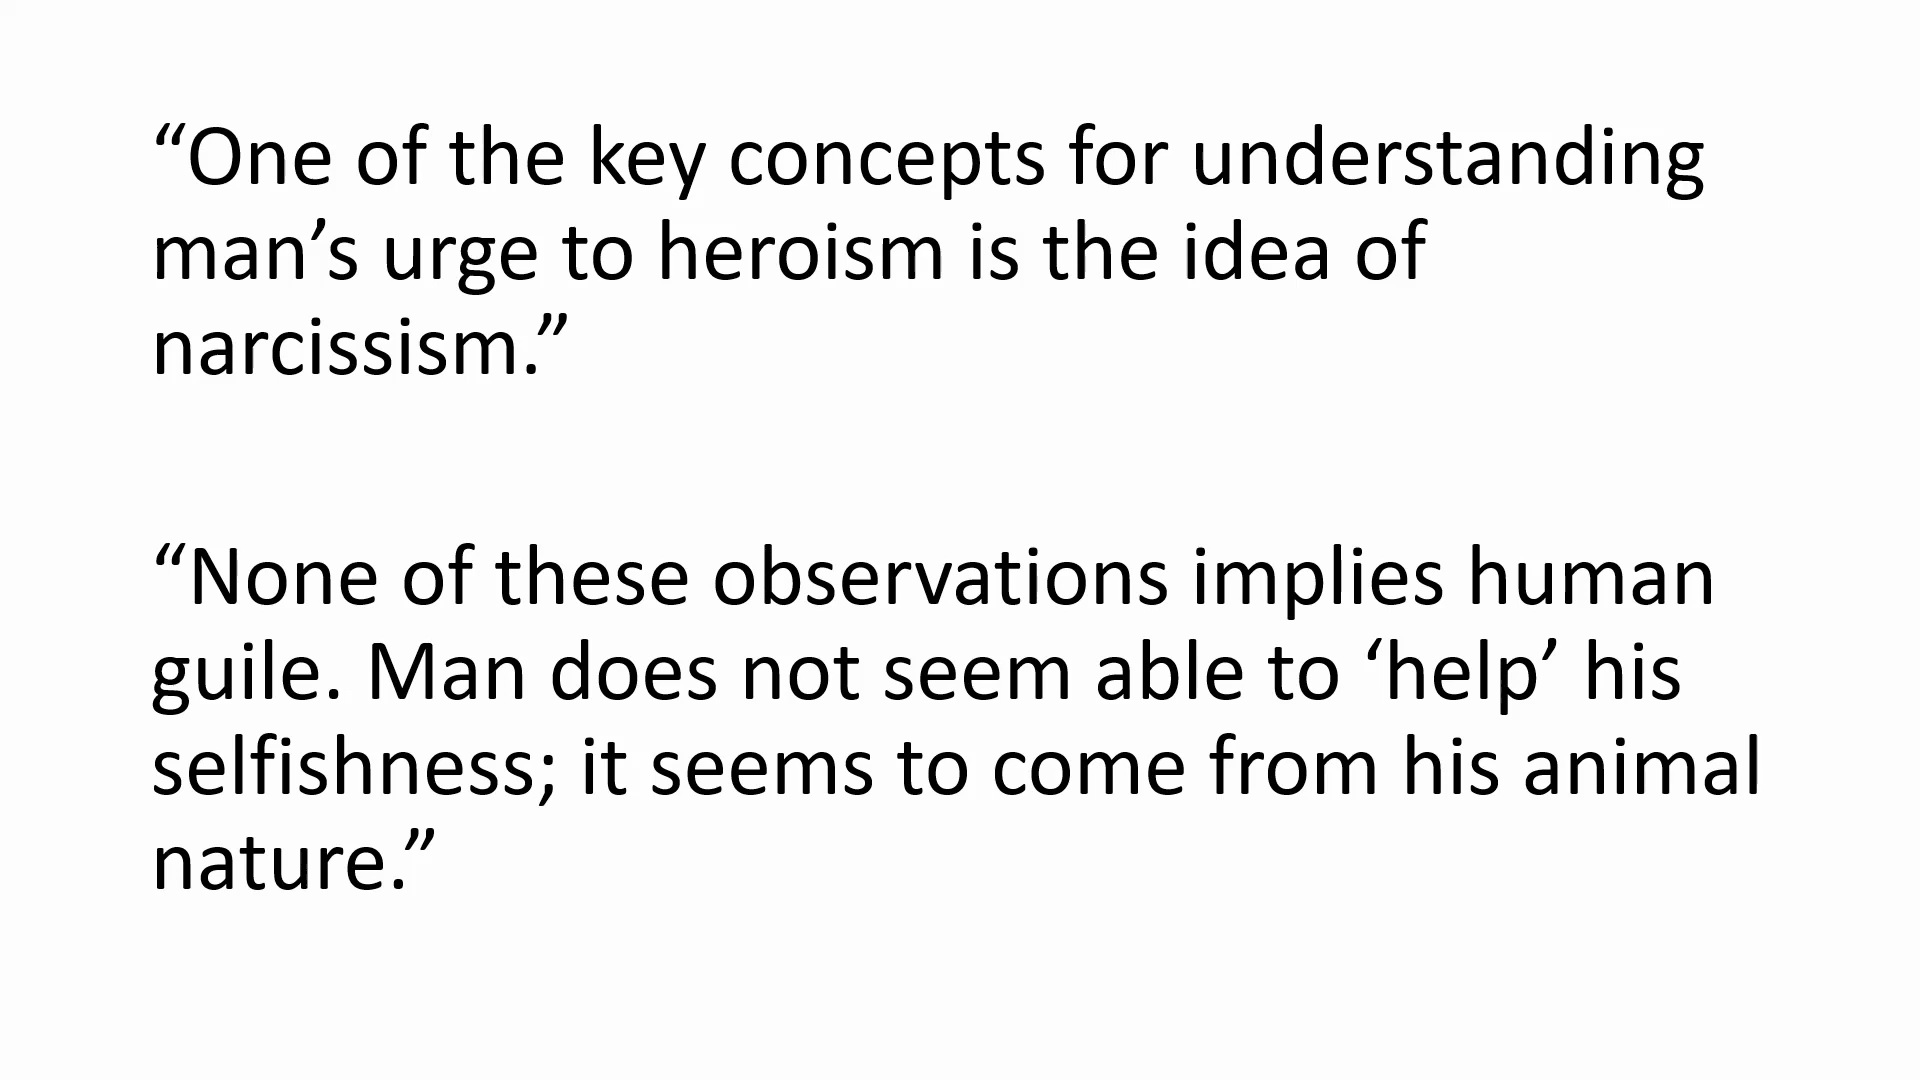 “One of the key concepts for understanding
man’s urge to heroism is the idea of
narcissism.”
“None of these observations implies human
guile. Man does not seem able to ‘help’ his
selfishness; it seems to come from his animal
nature.”